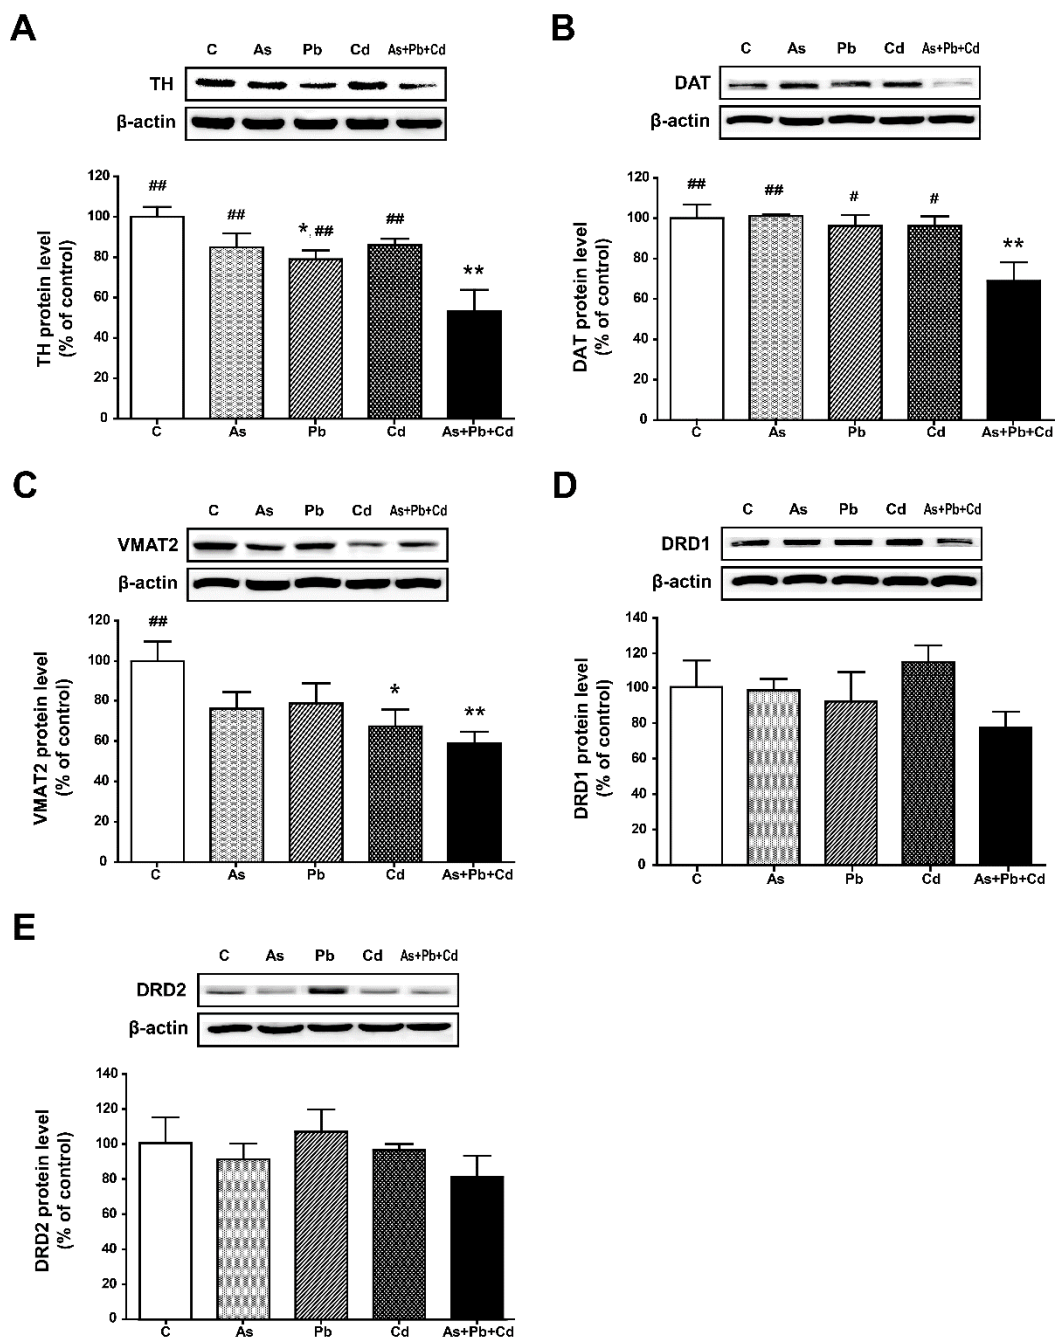 A
C As Pb Cd As+Pb+Cd
TH
β-actin
TH protein level
(% of control)
120
100
80
60
40
20
0
##
##
*,##
##
**
C As Pb Cd As+Pb+Cd
B
C As Pb Cd As+Pb+Cd
DAT
β-actin
DAT protein level
(% of control)
120
100
80
60
40
20
0
##
##
#
#
**
C As Pb Cd As+Pb+Cd
C
C As Pb Cd As+Pb+Cd
VMAT2
β-actin
VMAT2 protein level
(% of control)
120
100
80
60
40
20
0
##
*
**
C As Pb Cd As+Pb+Cd
D
C As Pb Cd As+Pb+Cd
DRD1
β-actin
DRD1 protein level
(% of control)
140
120
100
80
60
40
20
0
C As Pb Cd As+Pb+Cd
E
C As Pb Cd As+Pb+Cd
DRD2
β-actin
DRD2 protein level
(% of control)
140
120
100
80
60
40
20
0
C As Pb Cd As+Pb+Cd